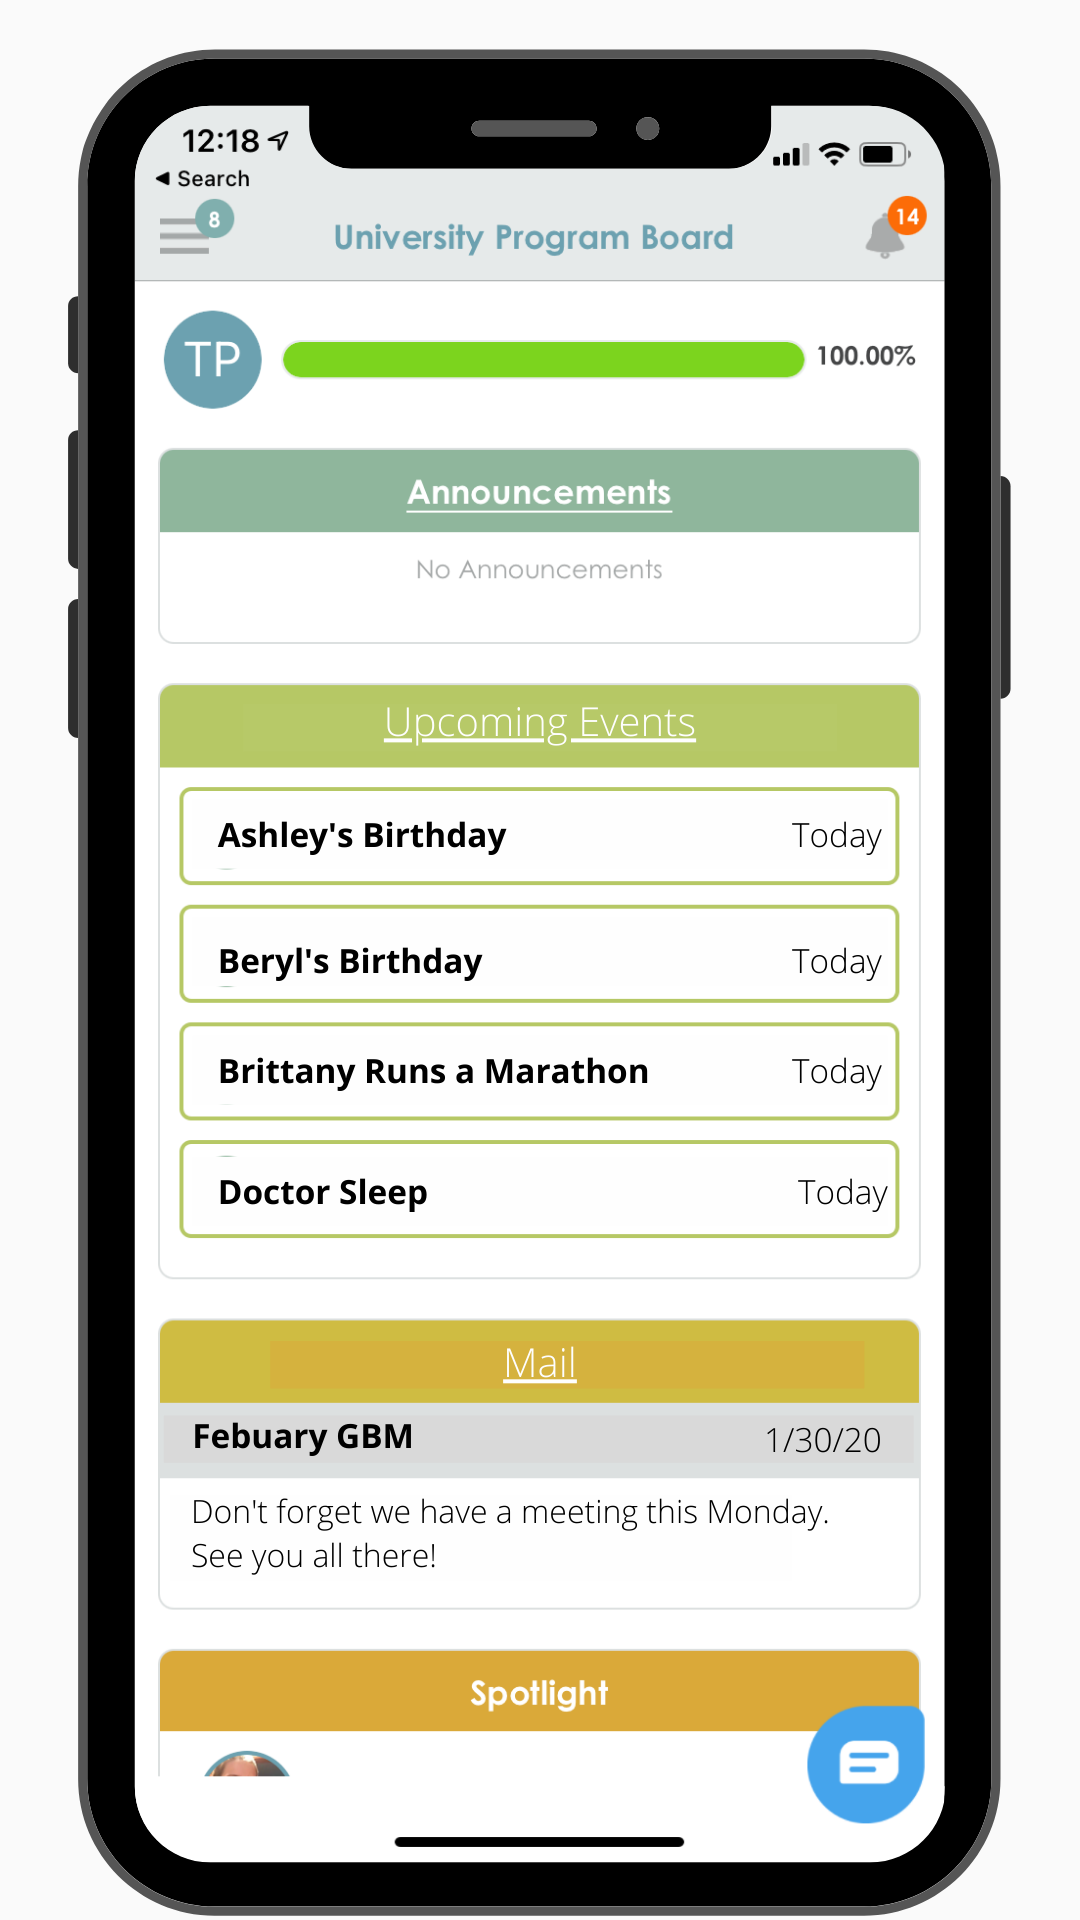 12:18
◀ Search
8
University Program Board
14
TP
100.00%
Announcements
No Announcements
Upcoming Events
Ashley's Birthday Today
Beryl's Birthday Today
Brittany Runs a Marathon Today
Doctor Sleep Today
Mail
Febuary GBM 1/30/20
Don't forget we have a meeting this Monday.
See you all there!
Spotlight